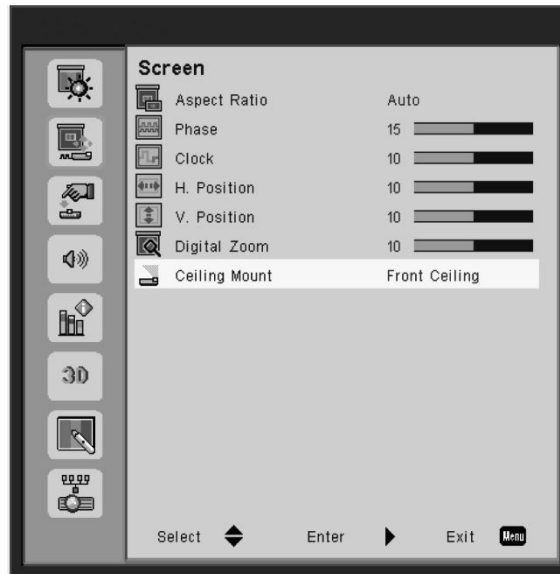 Screen
Aspect Ratio Auto
Phase 15
Clock 10
H. Position 10
V. Position 10
Digital Zoom 10
Ceiling Mount Front Ceiling
3D
Select Enter Exit Menu